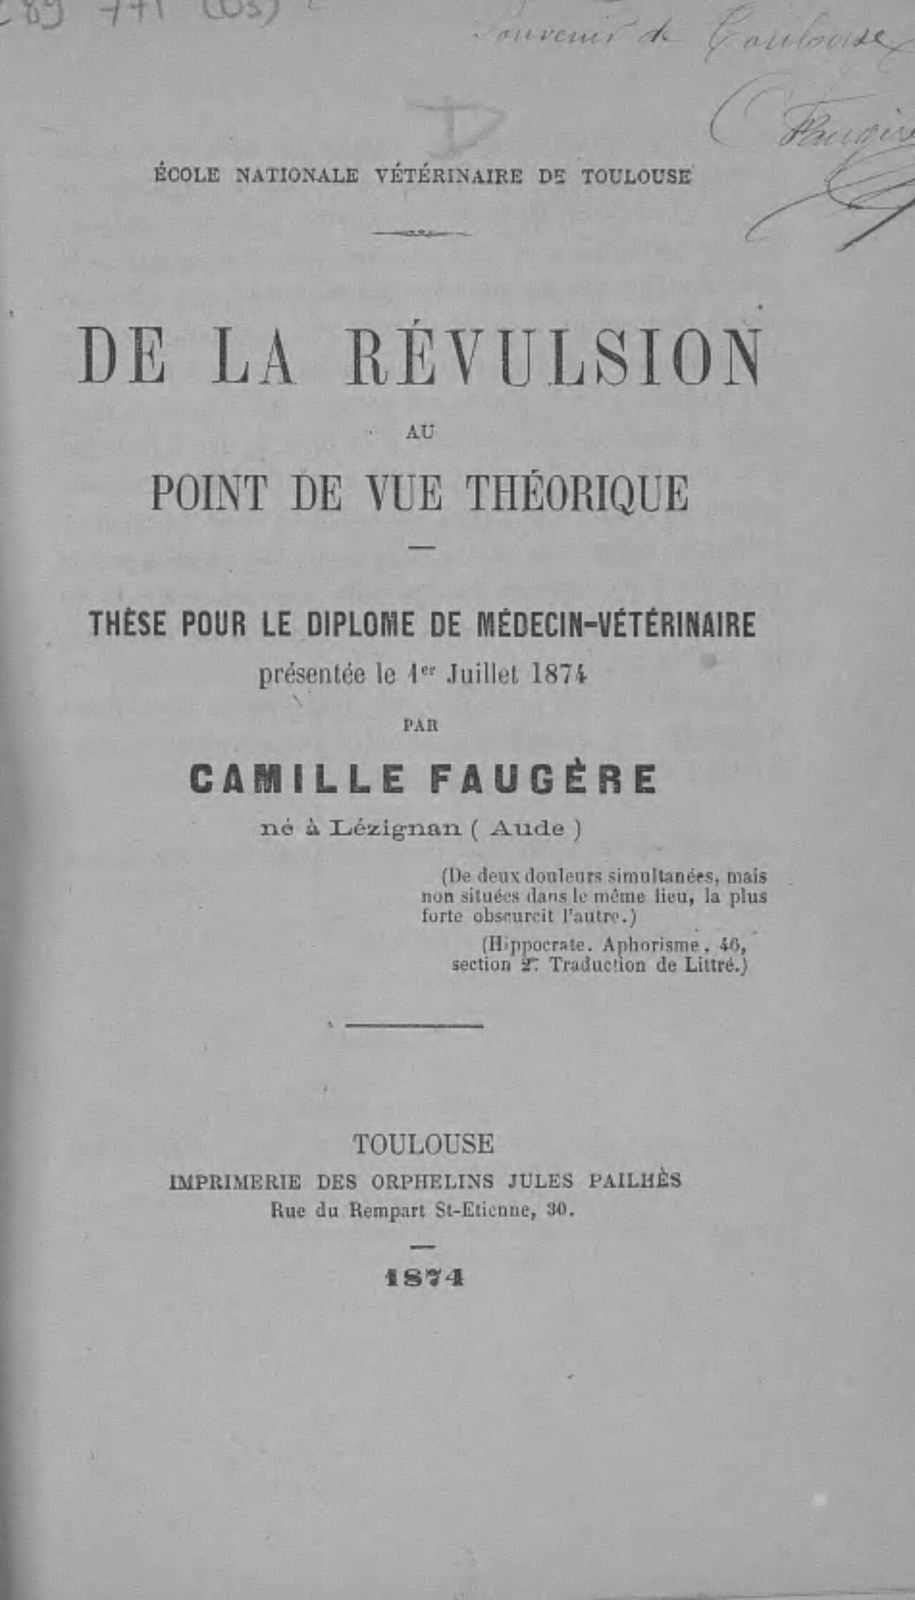 Souvenir de Toulouse
Faugère
D
ÉCOLE NATIONALE VÉTÉRINAIRE DE TOULOUSE
DE LA RÉVULSION
AU
POINT DE VUE THÉORIQUE
THÈSE POUR LE DIPLOME DE MÉDECIN-VÉTÉRINAIRE
présentée le 1er Juillet 1874
PAR
CAMILLE FAUGÈRE
né à Lézignan ( Aude )
(De deux douleurs simultanées, mais
non situées dans le même lieu, la plus
forte obscurcit l'autre.)
(Hippocrate. Aphorisme. 46,
section 2e. Traduction de Littré.)
TOULOUSE
IMPRIMERIE DES ORPHELINS JULES PAILHÈS
Rue du Rempart St-Etienne, 30.
1874